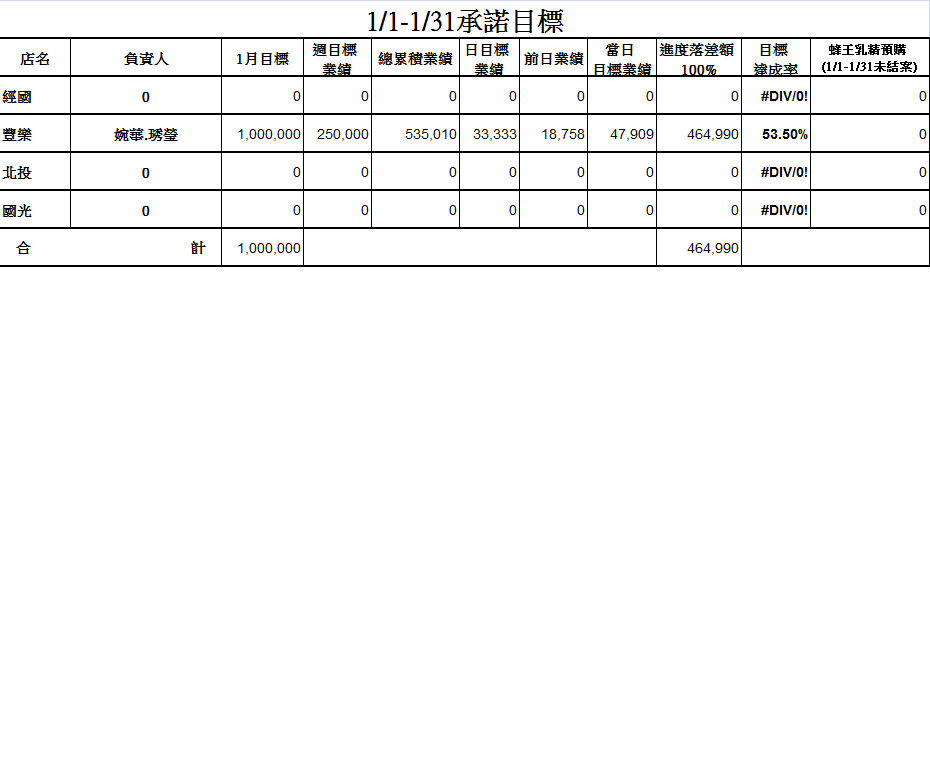 1/1-1/31承諾目標
店名 負責人 1月目標 週目標業績 總累積業績 日目標業績 前日業績 當日目標業績 進度落差額100% 目標達成率 蜂王乳精預購(1/1-1/31未結案)
經國 0 0 0 0 0 0 0 0 #DIV/0! 0
豐樂 婉華.琇瑩 1,000,000 250,000 535,010 33,333 18,758 47,909 464,990 53.50% 0
北投 0 0 0 0 0 0 0 0 #DIV/0! 0
國光 0 0 0 0 0 0 0 0 #DIV/0! 0
合計 1,000,000 464,990